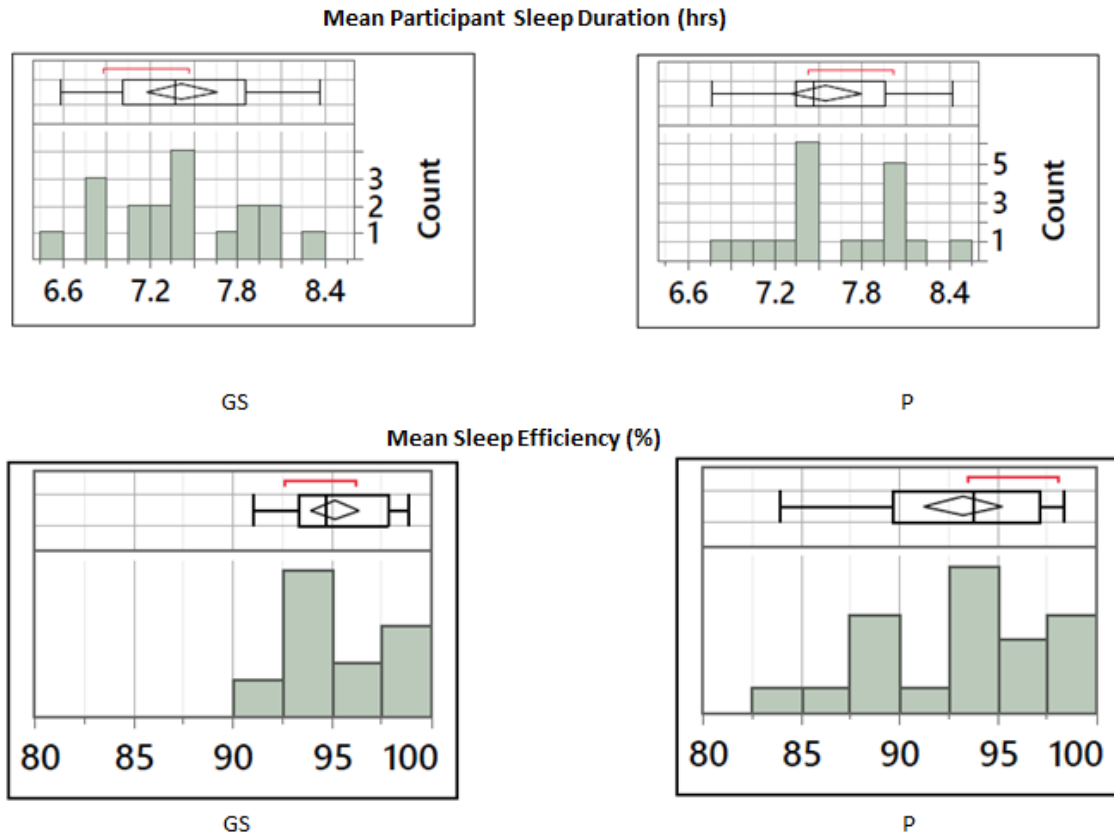 Mean Participant Sleep Duration (hrs)
3
2
1
Count
6.6 7.2 7.8 8.4
5
3
1
Count
6.6 7.2 7.8 8.4
GS
P
Mean Sleep Efficiency (%)
80 85 90 95 100
80 85 90 95 100
GS
P